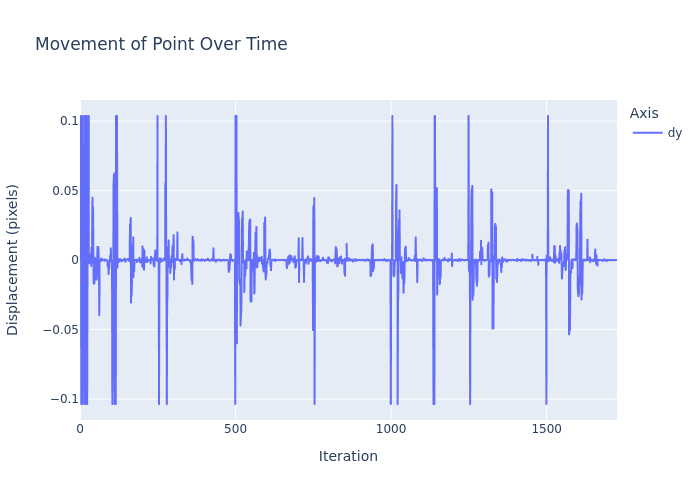 Movement of Point Over Time
Axis
dy
Displacement (pixels)
0.1
0.05
0
−0.05
−0.1
0
500
1000
1500
Iteration